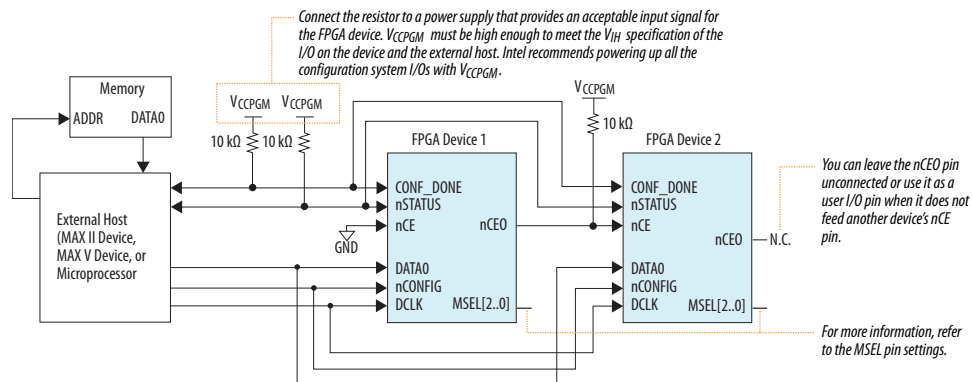 Connect the resistor to a power supply that provides an acceptable input signal for
the FPGA device. VCCPGM must be high enough to meet the VIH specification of the
I/O on the device and the external host. Intel recommends powering up all the
configuration system I/Os with VCCPGM.
Memory
ADDR
DATA0
VCCPGM
VCCPGM
10 kΩ
10 kΩ
VCCPGM
10 kΩ
FPGA Device 1
FPGA Device 2
External Host
(MAX II Device,
MAX V Device, or
Microprocessor
GND
CONF_DONE
nSTATUS
nCE
nCEO
DATA0
nCONFIG
DCLK
MSEL[2..0]
CONF_DONE
nSTATUS
nCE
nCEO
DATA0
nCONFIG
DCLK
MSEL[2..0]
N.C.
You can leave the nCEO pin
unconnected or use it as a
user I/O pin when it does not
feed another device's nCE
pin.
For more information, refer
to the MSEL pin settings.